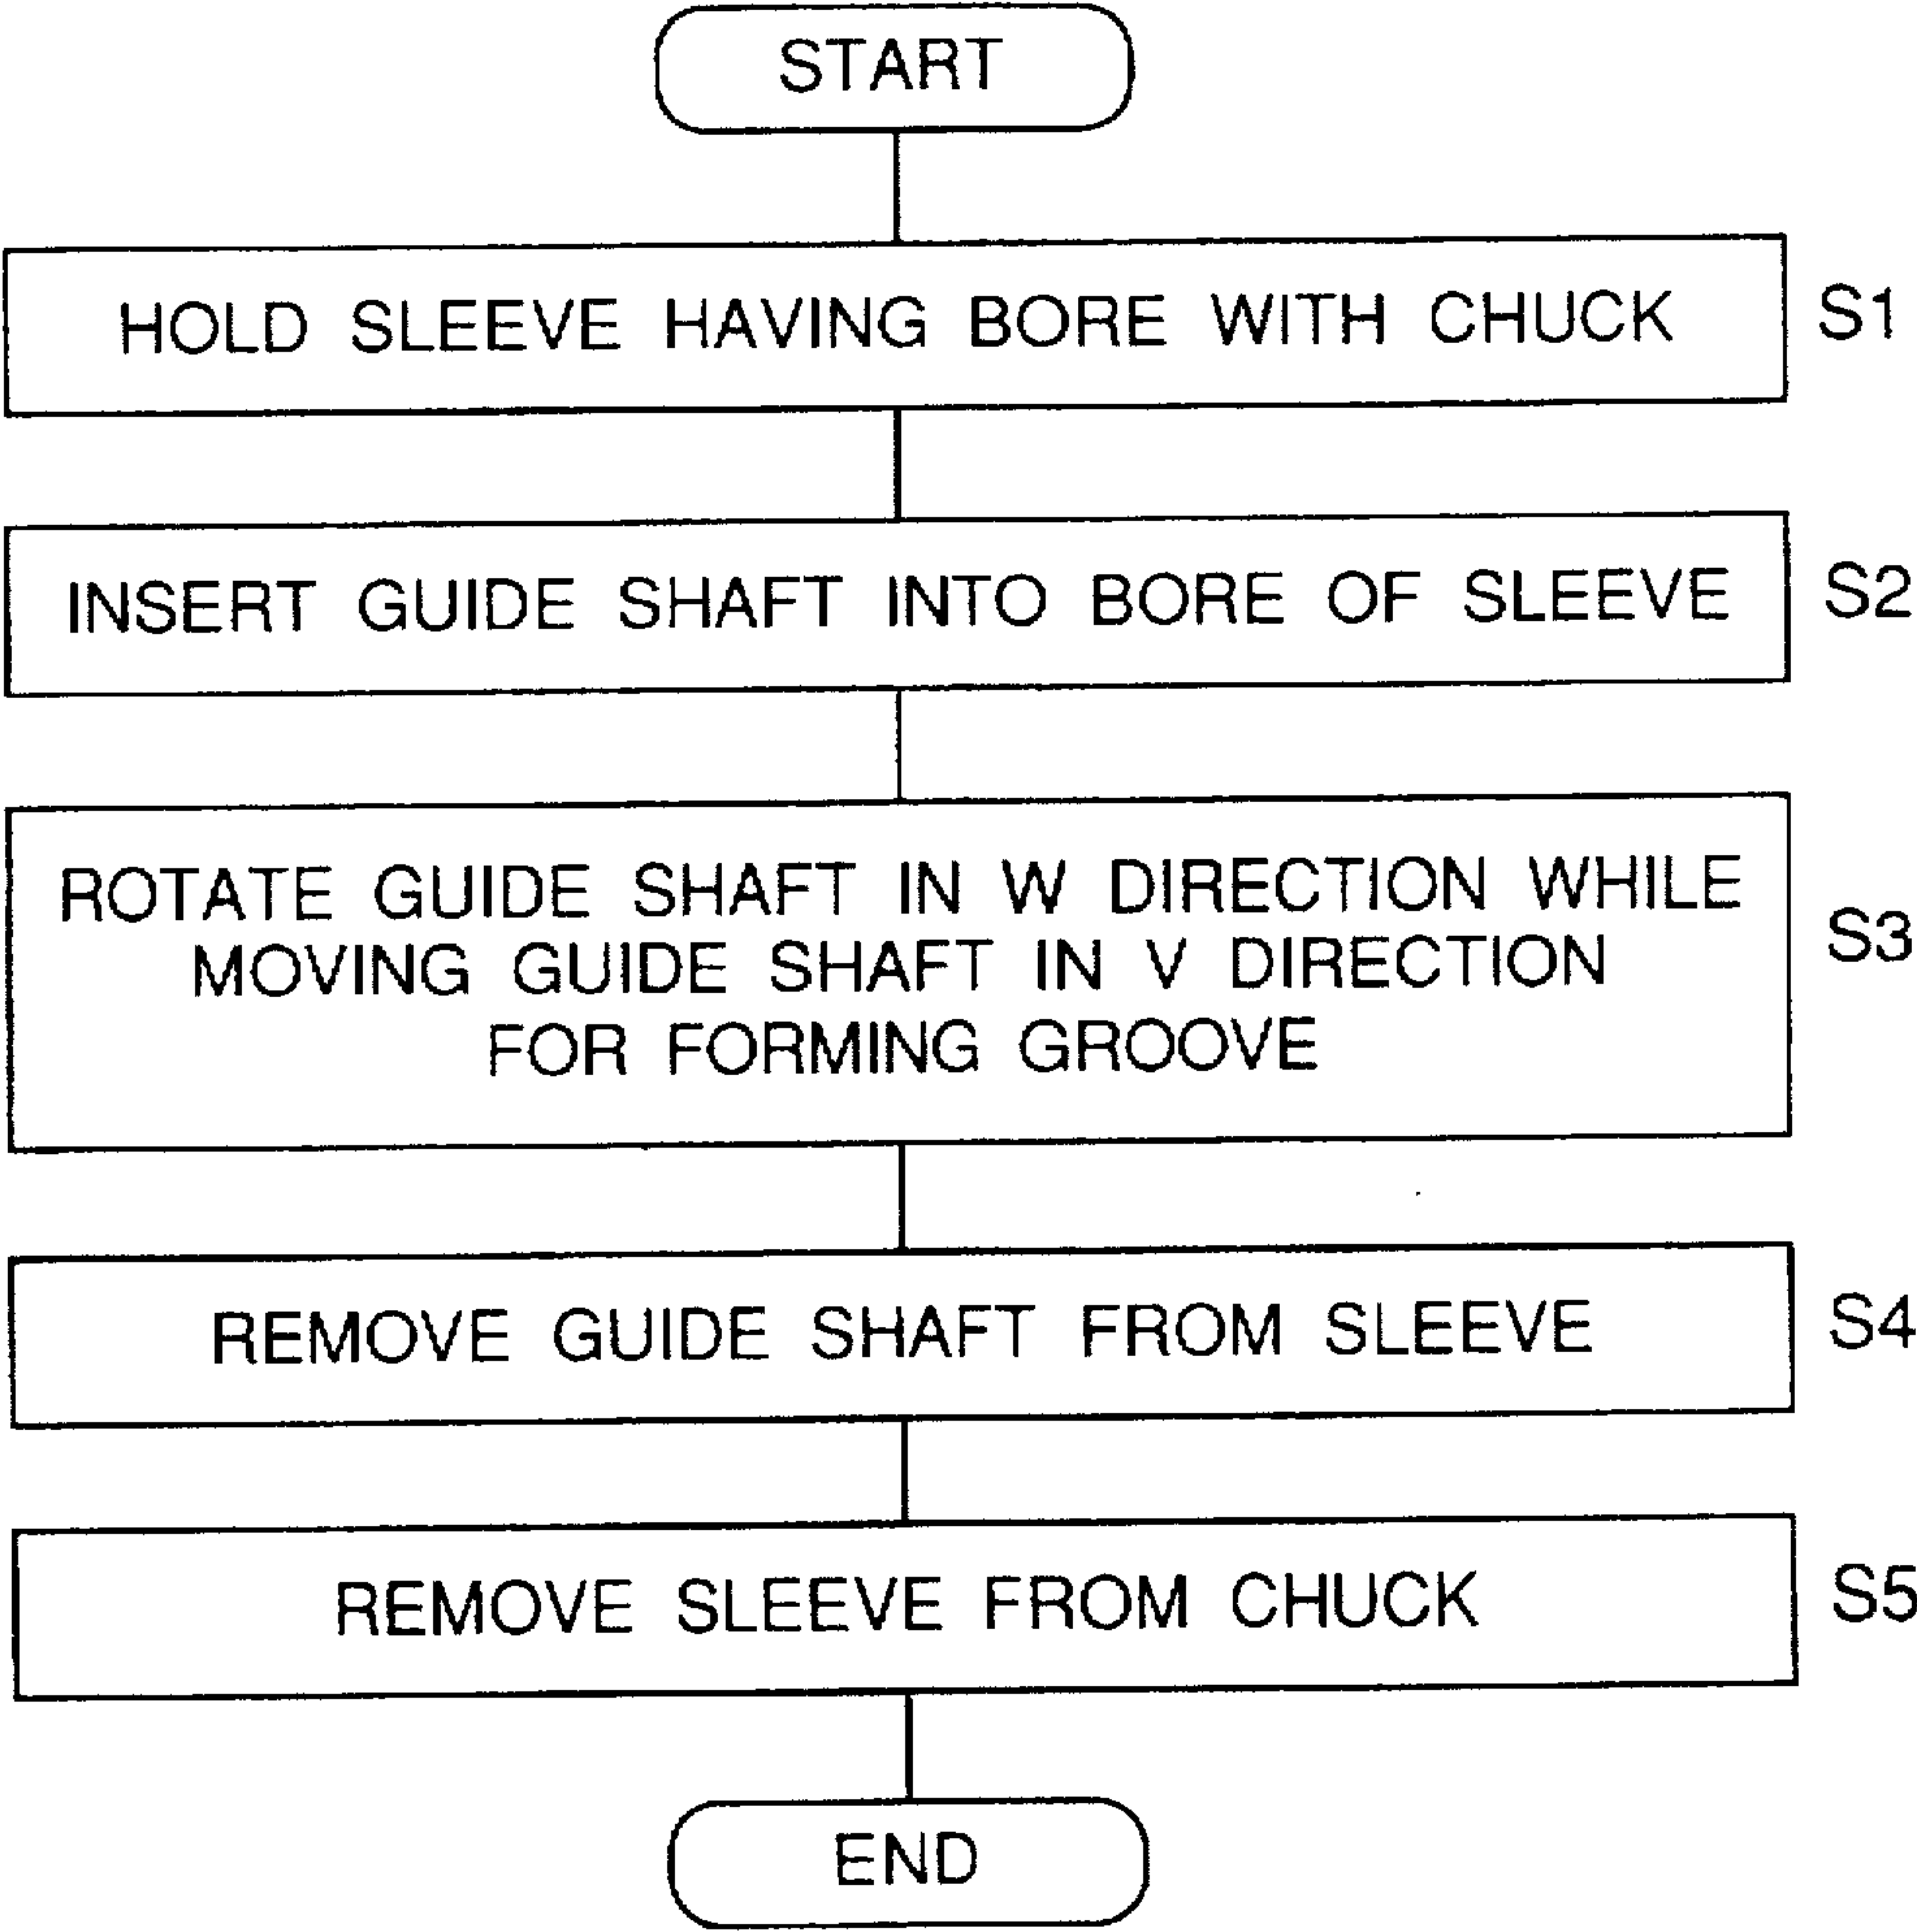 START
HOLD SLEEVE HAVING BORE WITH CHUCK S1
INSERT GUIDE SHAFT INTO BORE OF SLEEVE S2
ROTATE GUIDE SHAFT IN W DIRECTION WHILE
MOVING GUIDE SHAFT IN V DIRECTION
FOR FORMING GROOVE
S3
REMOVE GUIDE SHAFT FROM SLEEVE S4
REMOVE SLEEVE FROM CHUCK S5
END